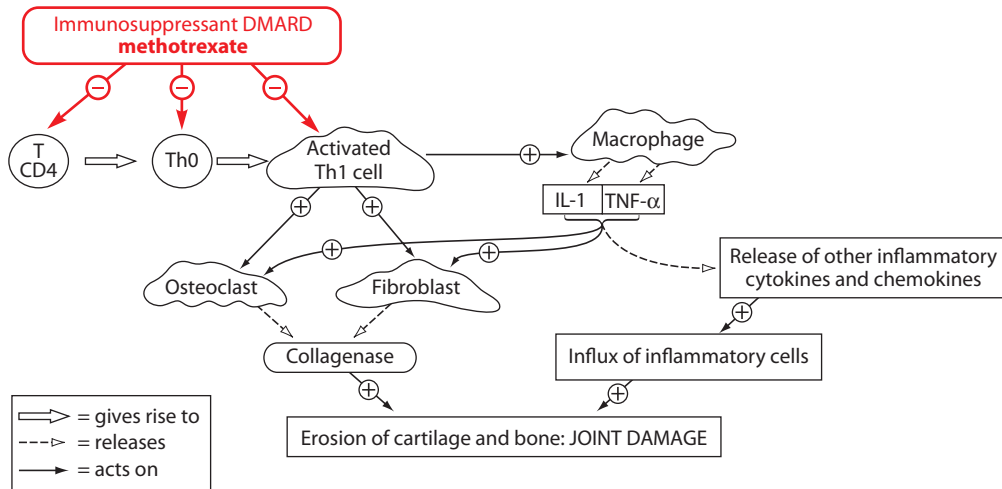 Immunosuppressant DMARD
methotrexate
−
−
−
T
CD4
Th0
Activated
Th1 cell
+
Macrophage
IL-1
TNF-α
+
+
+
+
Osteoclast
Fibroblast
Release of other inflammatory
cytokines and chemokines
+
Collagenase
Influx of inflammatory cells
+
+
Erosion of cartilage and bone: JOINT DAMAGE
= gives rise to
= releases
= acts on